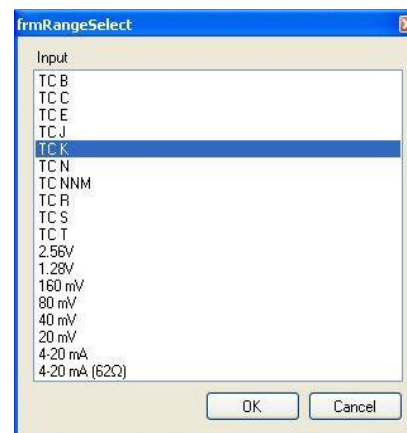 frmRangeSelect
Input
TC B
TC C
TC E
TC J
TC K
TC N
TC NNM
TC R
TC S
TC T
2.56V
1.28V
160 mV
80 mV
40 mV
20 mV
4-20 mA
4-20 mA (62Ω)
OK Cancel